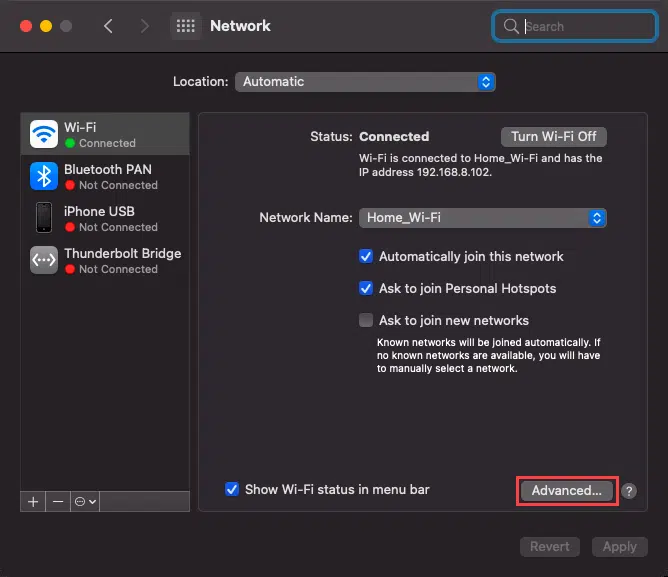 Network
Search
Location: Automatic
Wi-Fi
Connected
Bluetooth PAN
Not Connected
iPhone USB
Not Connected
Thunderbolt Bridge
Not Connected
Status: Connected
Turn Wi-Fi Off
Wi-Fi is connected to Home_Wi-Fi and has the
IP address 192.168.8.102.
Network Name: Home_Wi-Fi
Automatically join this network
Ask to join Personal Hotspots
Ask to join new networks
Known networks will be joined automatically. If
no known networks are available, you will have
to manually select a network.
Show Wi-Fi status in menu bar
Advanced...
?
Revert
Apply